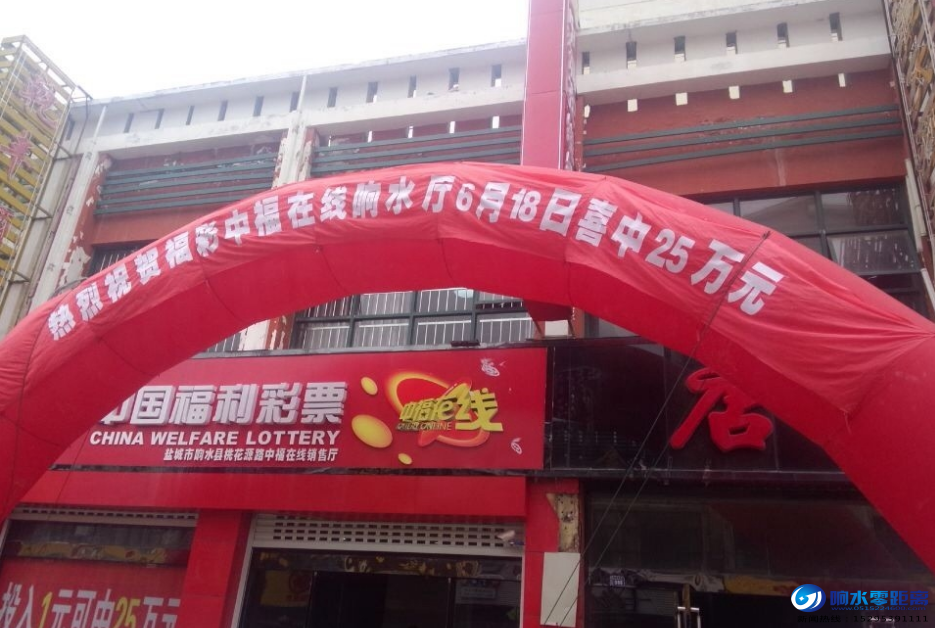 热烈祝贺福彩中福在线响水厅6月18日喜中25万元
中国福利彩票
CHINA WELFARE LOTTERY
盐城市响水县桃花源路中福在线销售厅
中福在线
店
投入1元可中25万元
响水零距离